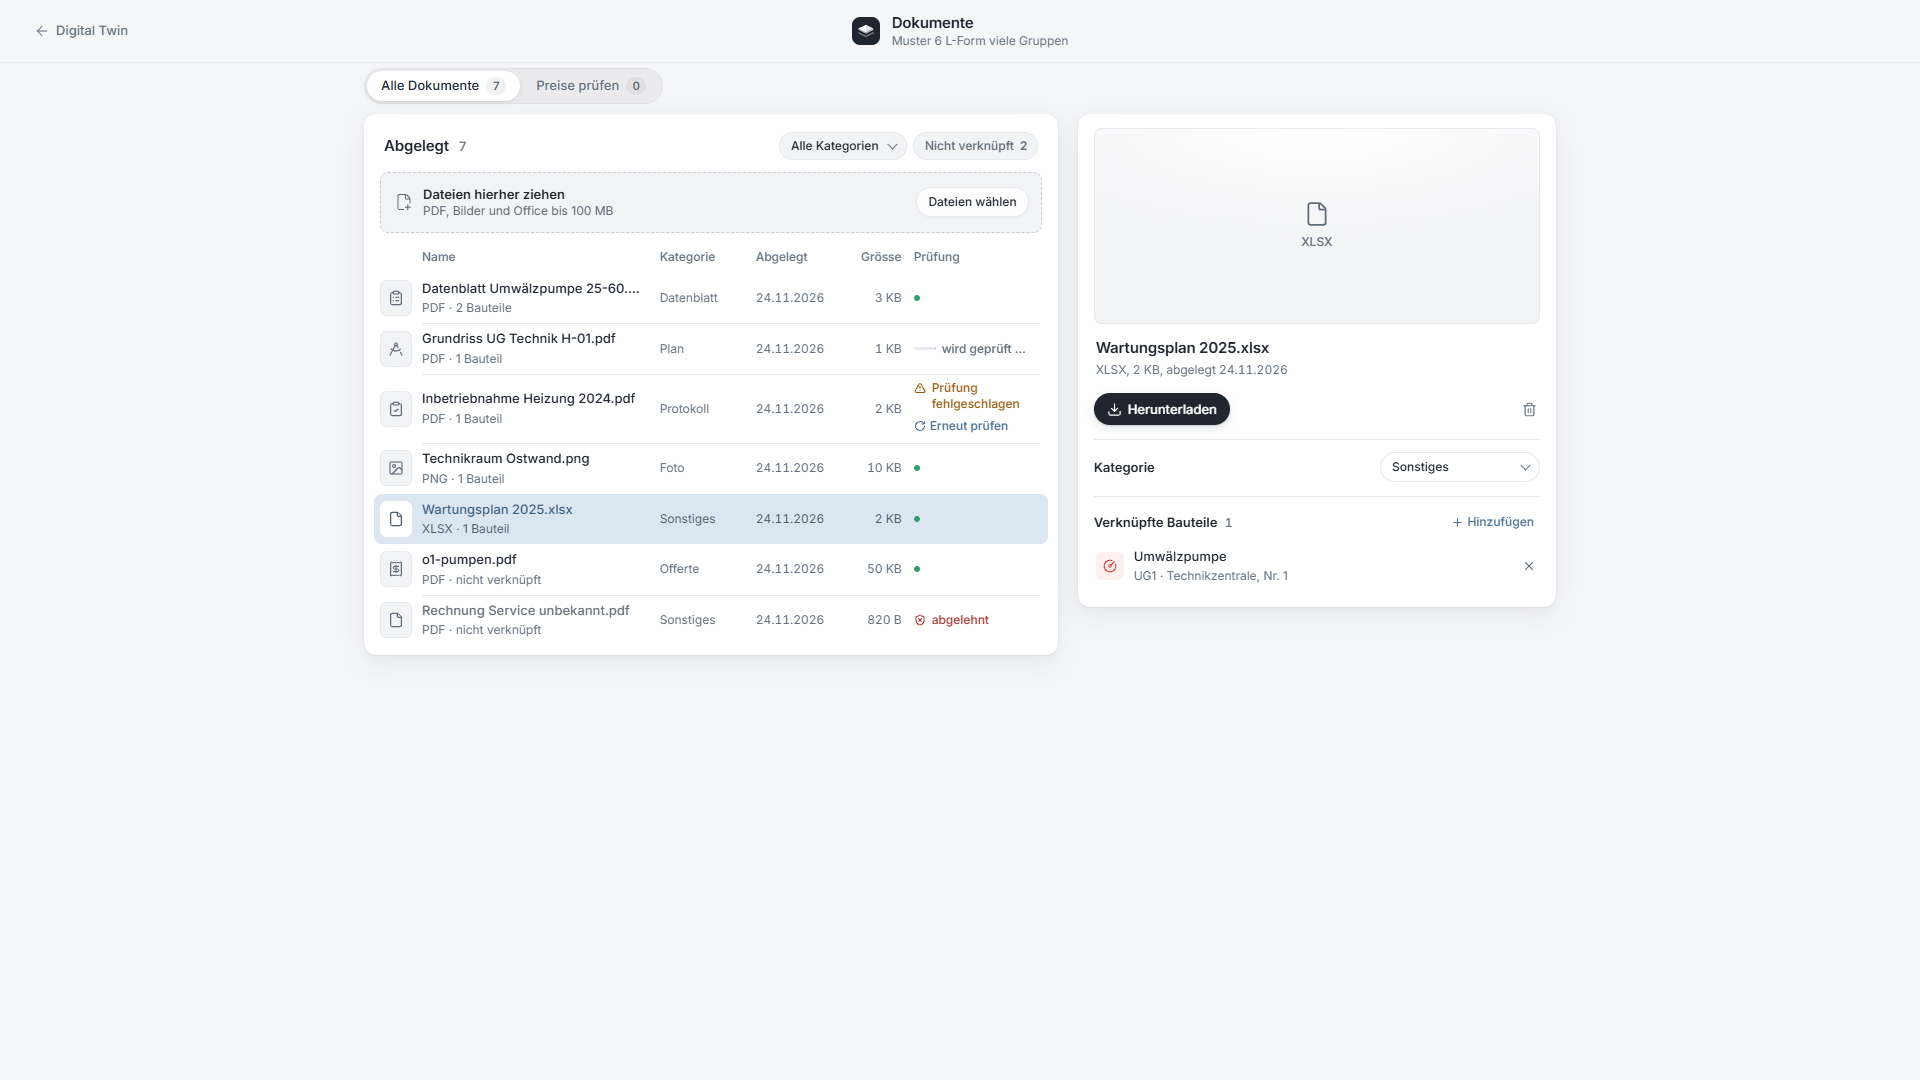 Digital Twin
Dokumente
Muster 6 L-Form viele Gruppen
Alle Dokumente 7
Preise prüfen 0
Abgelegt 7
Alle Kategorien
Nicht verknüpft 2
Dateien hierher ziehen
PDF, Bilder und Office bis 100 MB
Dateien wählen
Name Kategorie Abgelegt Grösse Prüfung
Datenblatt Umwälzpumpe 25-60....
PDF · 2 Bauteile
Datenblatt 24.11.2026 3 KB
Grundriss UG Technik H-01.pdf
PDF · 1 Bauteil
Plan 24.11.2026 1 KB wird geprüft ...
Inbetriebnahme Heizung 2024.pdf
PDF · 1 Bauteil
Protokoll 24.11.2026 2 KB
Prüfung
fehlgeschlagen
Erneut prüfen
Technikraum Ostwand.png
PNG · 1 Bauteil
Foto 24.11.2026 10 KB
Wartungsplan 2025.xlsx
XLSX · 1 Bauteil
Sonstiges 24.11.2026 2 KB
o1-pumpen.pdf
PDF · nicht verknüpft
Offerte 24.11.2026 50 KB
Rechnung Service unbekannt.pdf
PDF · nicht verknüpft
Sonstiges 24.11.2026 820 B abgelehnt
XLSX
Wartungsplan 2025.xlsx
XLSX, 2 KB, abgelegt 24.11.2026
Herunterladen
Kategorie
Sonstiges
Verknüpfte Bauteile 1
Hinzufügen
Umwälzpumpe
UG1 · Technikzentrale, Nr. 1